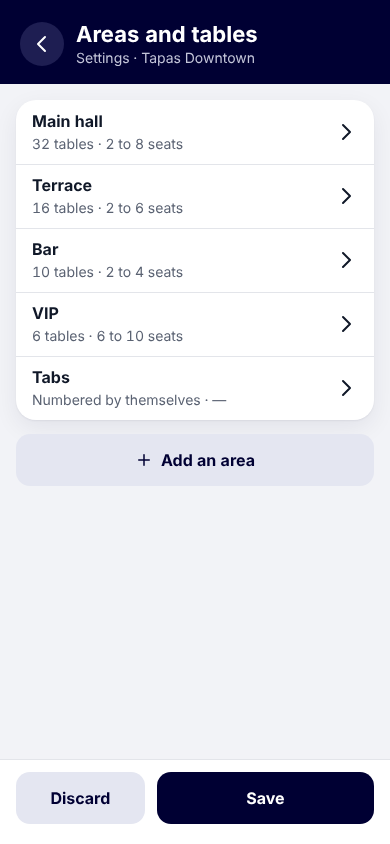 Areas and tables
Settings · Tapas Downtown
Main hall
32 tables · 2 to 8 seats
Terrace
16 tables · 2 to 6 seats
Bar
10 tables · 2 to 4 seats
VIP
6 tables · 6 to 10 seats
Tabs
Numbered by themselves · —
+ Add an area
Discard
Save